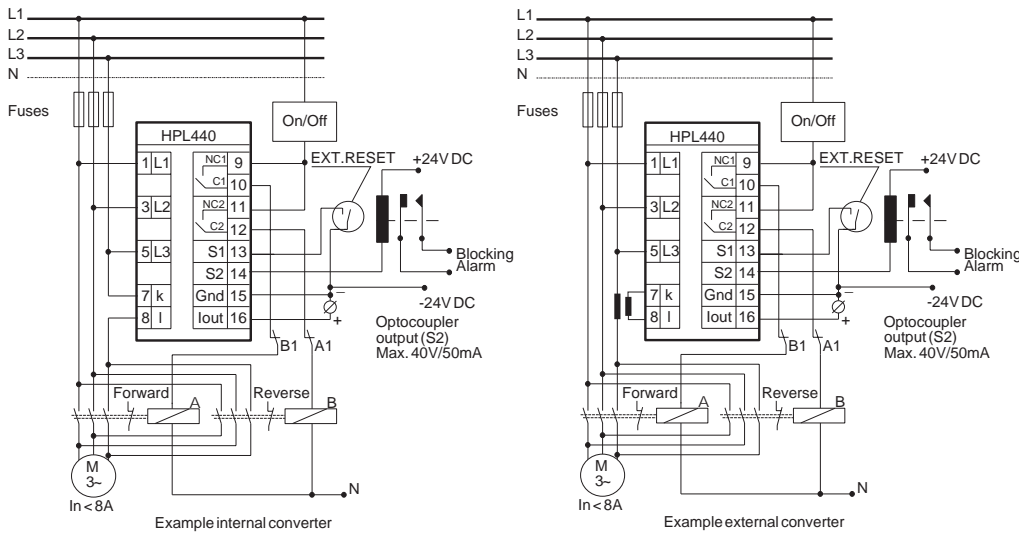 L1
L2
L3
N
Fuses
On/Off
HPL440
1 L1
NC1 9
EXT.RESET
+24V DC
C1 10
3 L2
NC2 11
C2 12
5 L3
S1 13
Blocking
Alarm
S2 14
7 k
Gnd 15
–
-24V DC
8 l
Iout 16
+
Optocoupler
output (S2)
Max. 40V/50mA
B1
A1
Forward
A
Reverse
B
M
3~
In < 8A
N
Example internal converter
L1
L2
L3
N
Fuses
On/Off
HPL440
1 L1
NC1 9
EXT.RESET
+24V DC
C1 10
3 L2
NC2 11
C2 12
5 L3
S1 13
Blocking
Alarm
S2 14
7 k
Gnd 15
–
-24V DC
8 l
Iout 16
+
Optocoupler
output (S2)
Max. 40V/50mA
B1
A1
Forward
A
Reverse
B
M
3~
In < 8A
N
Example external converter